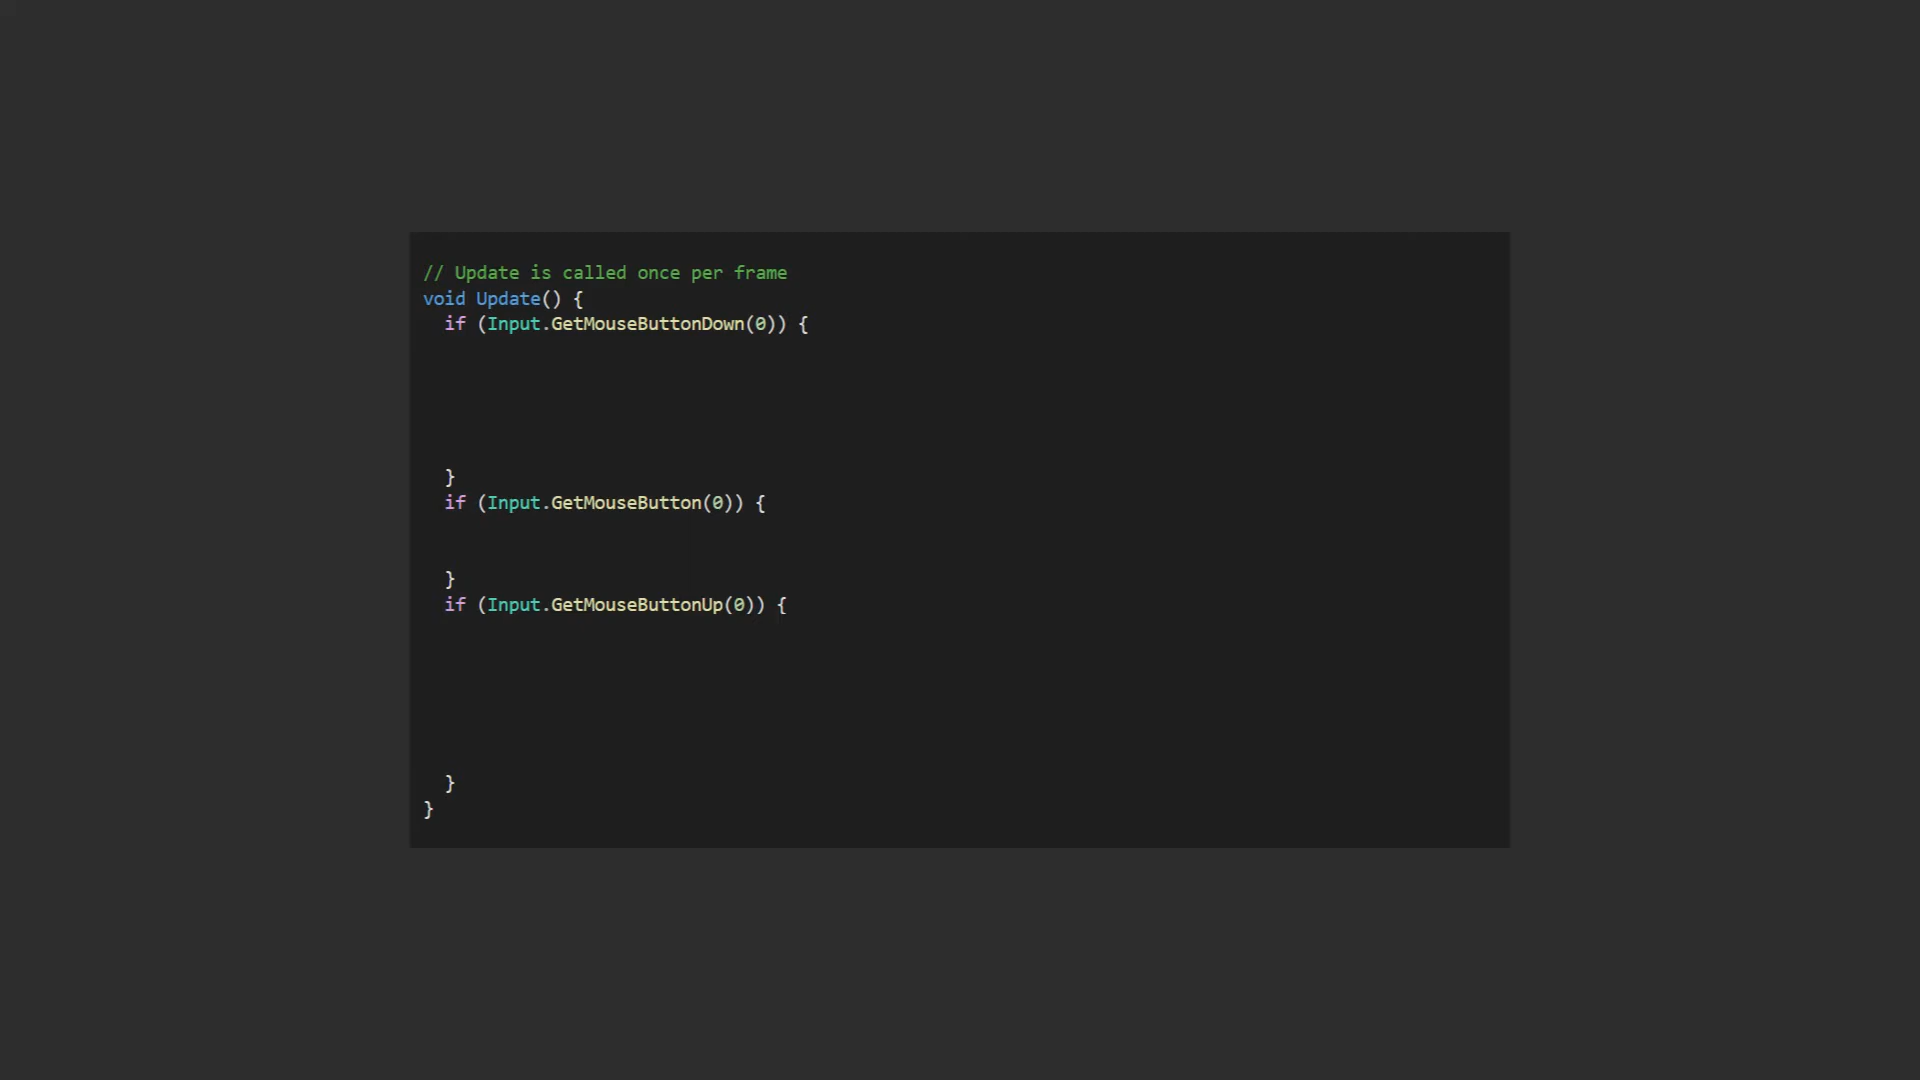 // Update is called once per frame
void Update() {
  if (Input.GetMouseButtonDown(0)) {
  }
  if (Input.GetMouseButton(0)) {
  }
  if (Input.GetMouseButtonUp(0)) {
  }
}